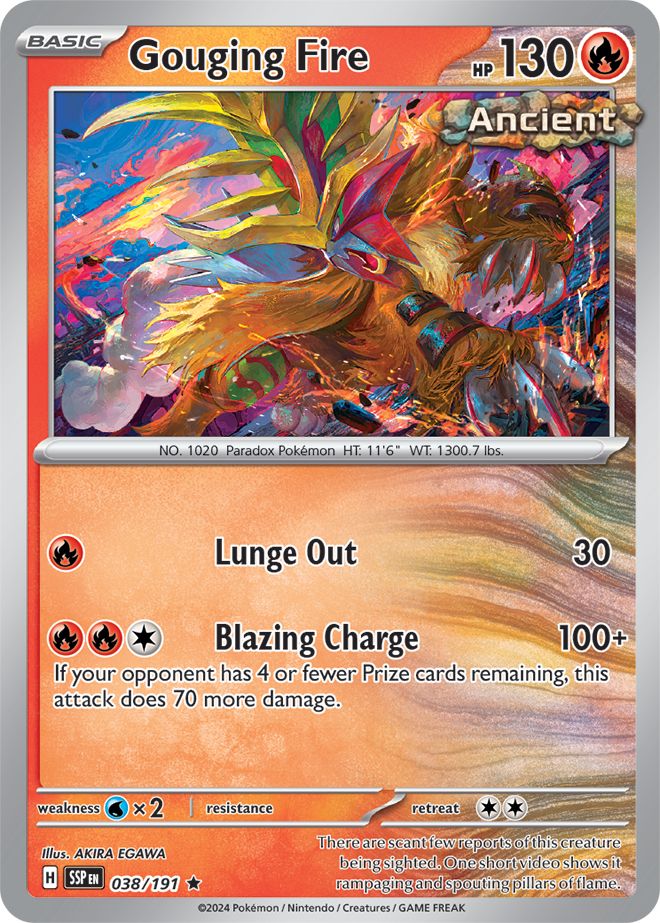 BASIC
Gouging Fire
HP 130
Ancient
NO. 1020 Paradox Pokémon HT: 11'6" WT: 1300.7 lbs.
Lunge Out 30
Blazing Charge 100+
If your opponent has 4 or fewer Prize cards remaining, this
attack does 70 more damage.
weakness ×2 resistance retreat
Illus. AKIRA EGAWA
There are scant few reports of this creature
being sighted. One short video shows it
rampaging and spouting pillars of flame.
H SSP EN 038/191 ★
©2024 Pokémon / Nintendo / Creatures / GAME FREAK